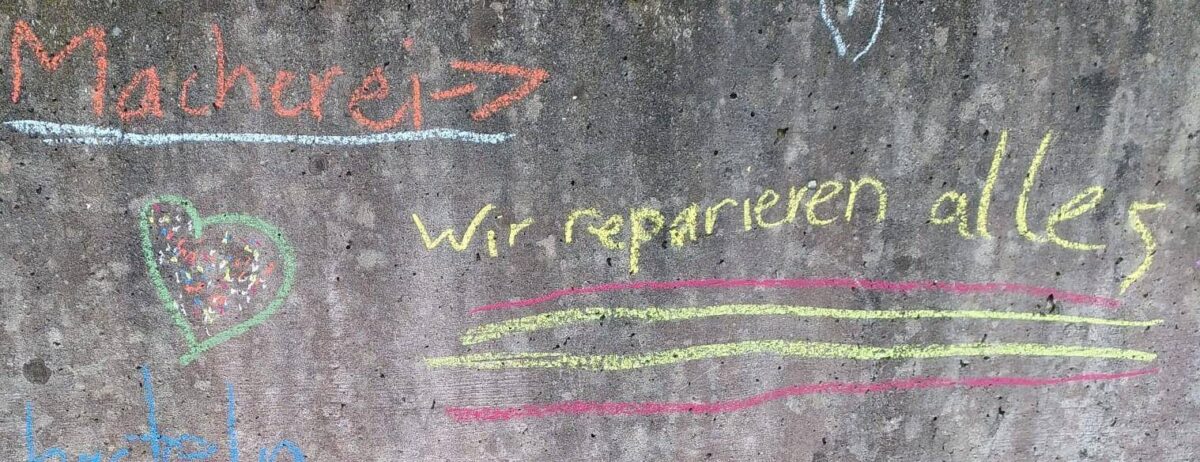 Macherei →
Wir reparieren alles